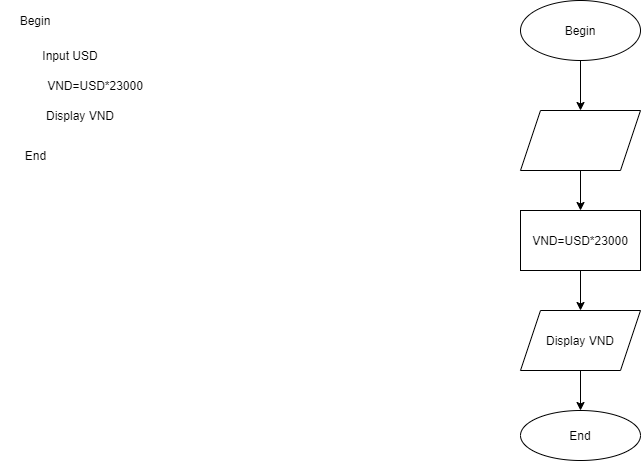 Begin
Input USD
VND=USD*23000
Display VND
End
Begin
VND=USD*23000
Display VND
End